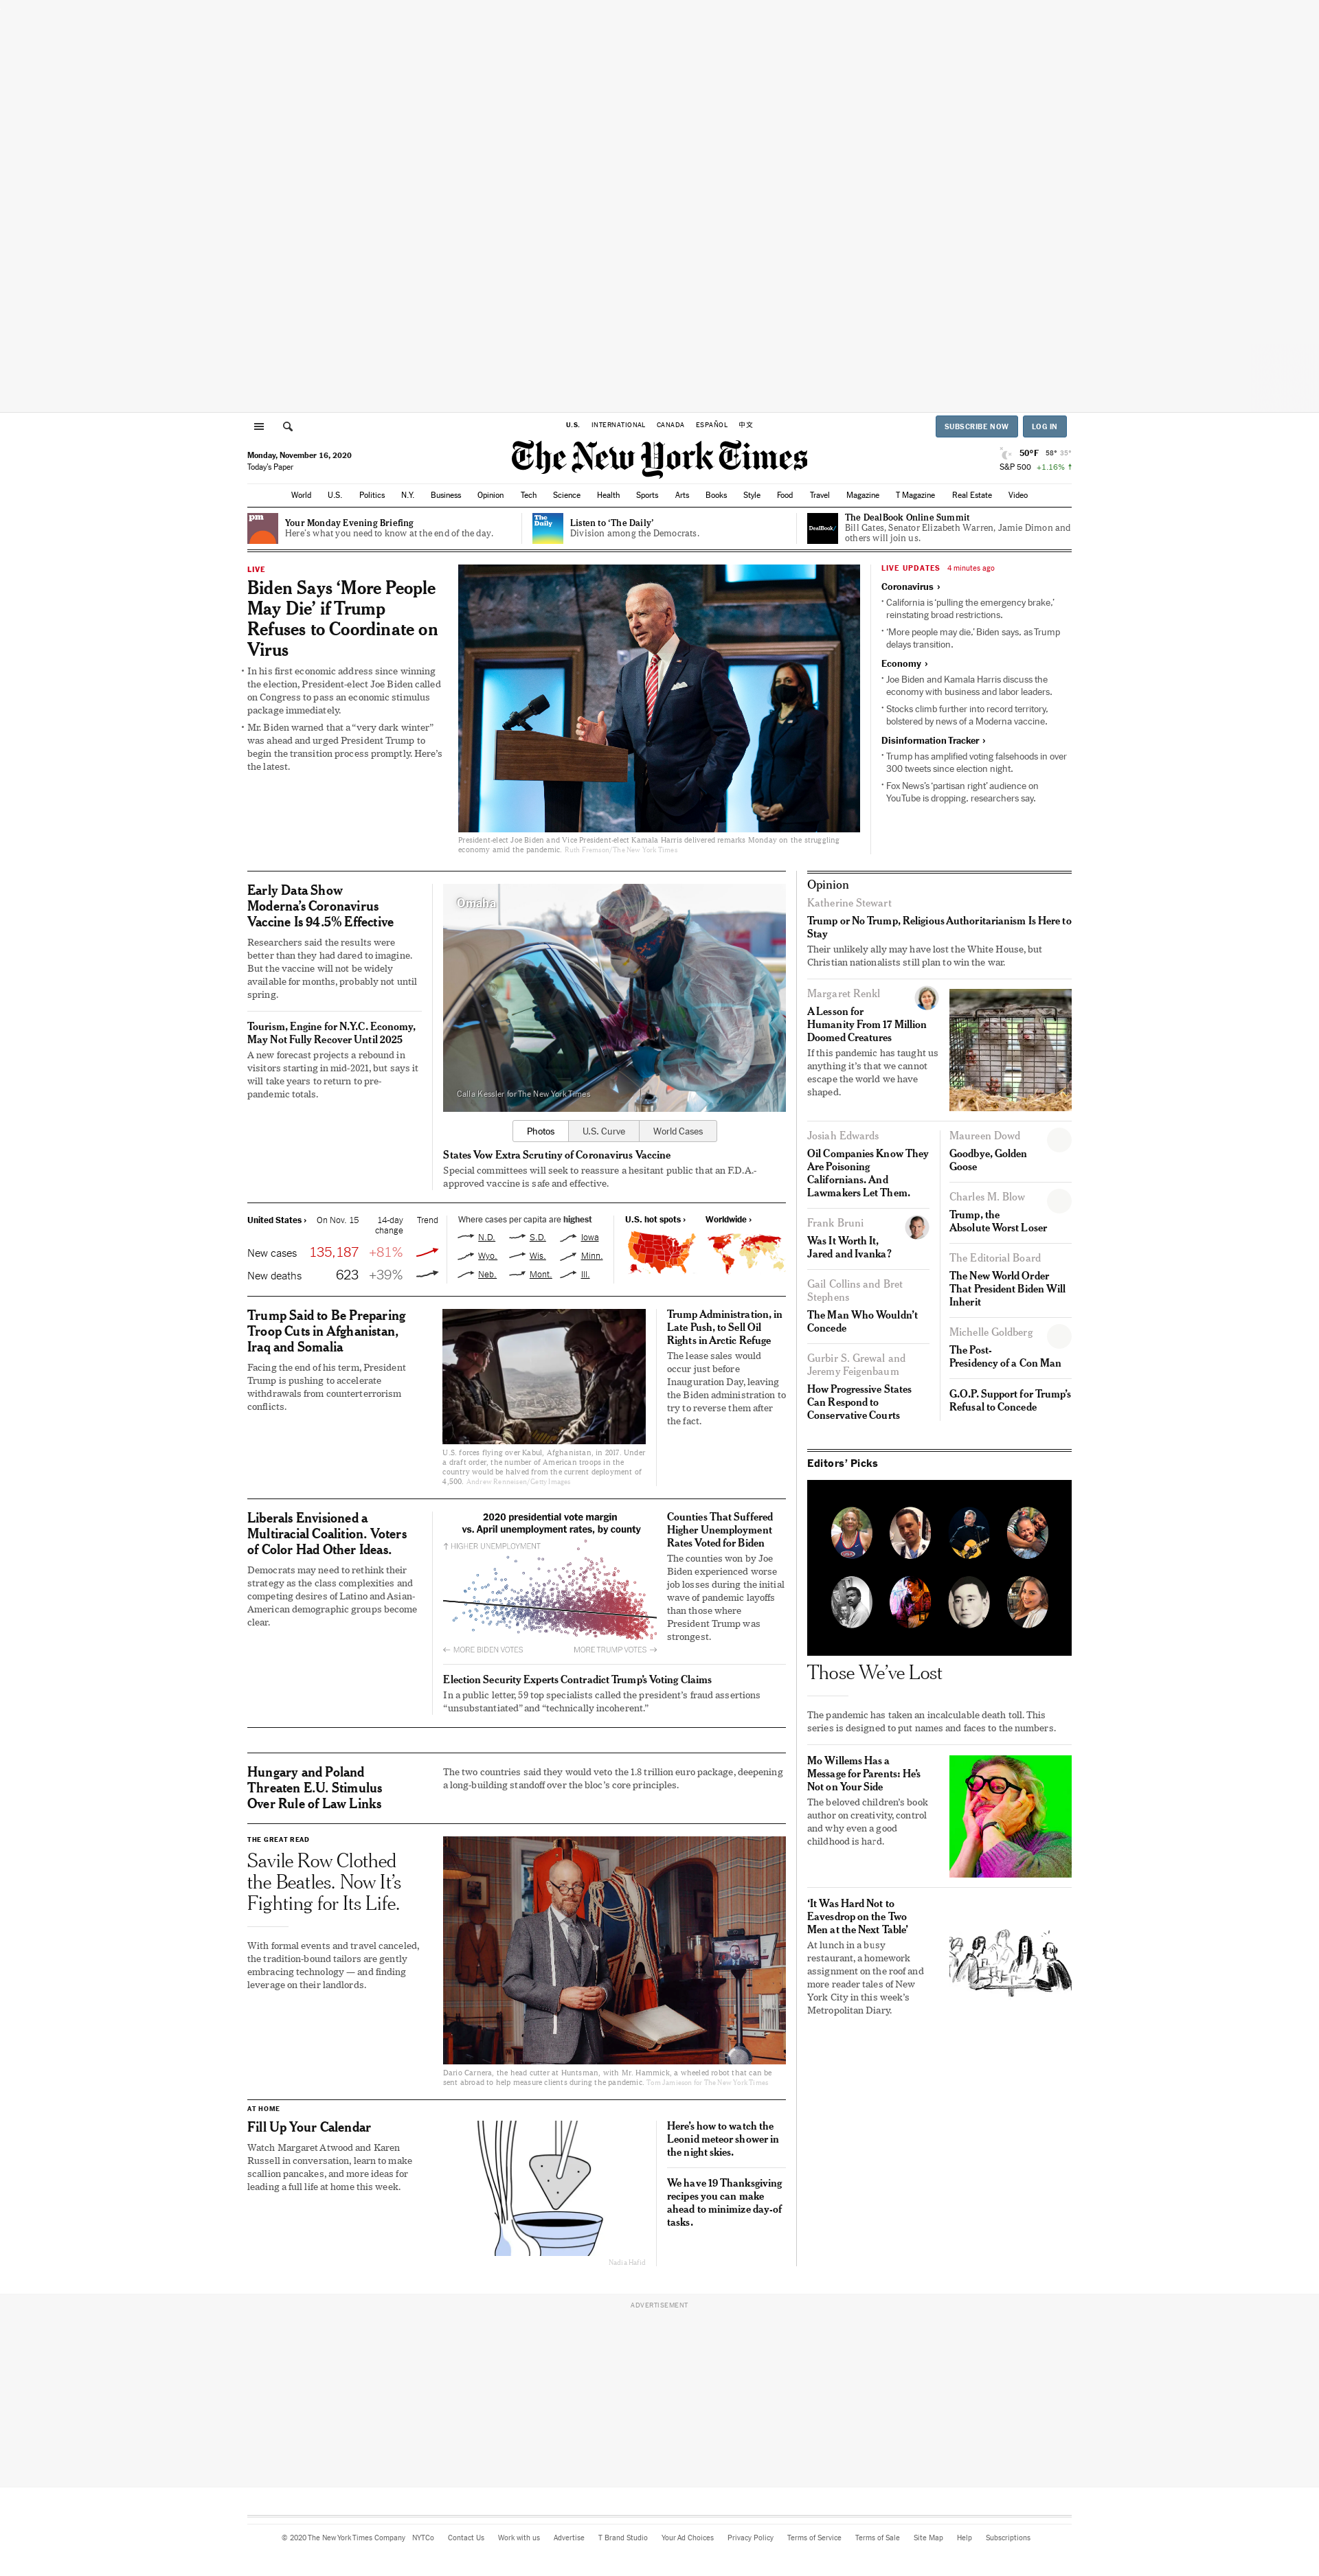 U.S. INTERNATIONAL CANADA ESPAÑOL 中文
SUBSCRIBE NOW LOG IN
Monday, November 16, 2020
Today's Paper
The New York Times
50°F 58° 35°
S&P 500 +1.16% ↑
World U.S. Politics N.Y. Business Opinion Tech Science Health Sports Arts Books Style Food Travel Magazine T Magazine Real Estate Video
pm
Your Monday Evening Briefing
Here's what you need to know at the end of the day.
The
Daily
Listen to ‘The Daily’
Division among the Democrats.
DealBook/
The DealBook Online Summit
Bill Gates, Senator Elizabeth Warren, Jamie Dimon and
others will join us.
LIVE
Biden Says ‘More People
May Die’ if Trump
Refuses to Coordinate on
Virus
• In his first economic address since winning
the election, President-elect Joe Biden called
on Congress to pass an economic stimulus
package immediately.
• Mr. Biden warned that a “very dark winter”
was ahead and urged President Trump to
begin the transition process promptly. Here’s
the latest.
President-elect Joe Biden and Vice President-elect Kamala Harris delivered remarks Monday on the struggling
economy amid the pandemic. Ruth Fremson/The New York Times
LIVE UPDATES 4 minutes ago
Coronavirus ›
• California is ‘pulling the emergency brake,’
reinstating broad restrictions.
• ‘More people may die,’ Biden says, as Trump
delays transition.
Economy ›
• Joe Biden and Kamala Harris discuss the
economy with business and labor leaders.
• Stocks climb further into record territory,
bolstered by news of a Moderna vaccine.
Disinformation Tracker ›
• Trump has amplified voting falsehoods in over
300 tweets since election night.
• Fox News’s ‘partisan right’ audience on
YouTube is dropping, researchers say.
Early Data Show
Moderna’s Coronavirus
Vaccine Is 94.5% Effective
Researchers said the results were
better than they had dared to imagine.
But the vaccine will not be widely
available for months, probably not until
spring.
Tourism, Engine for N.Y.C. Economy,
May Not Fully Recover Until 2025
A new forecast projects a rebound in
visitors starting in mid-2021, but says it
will take years to return to pre-
pandemic totals.
Omaha
Calla Kessler for The New York Times
Photos U.S. Curve World Cases
States Vow Extra Scrutiny of Coronavirus Vaccine
Special committees will seek to reassure a hesitant public that an F.D.A.-
approved vaccine is safe and effective.
United States › On Nov. 15 14-day
change Trend
New cases 135,187 +81%
New deaths 623 +39%
Where cases per capita are highest
N.D. S.D. Iowa
Wyo. Wis. Minn.
Neb. Mont. Ill.
U.S. hot spots › Worldwide ›
Trump Said to Be Preparing
Troop Cuts in Afghanistan,
Iraq and Somalia
Facing the end of his term, President
Trump is pushing to accelerate
withdrawals from counterterrorism
conflicts.
U.S. forces flying over Kabul, Afghanistan, in 2017. Under
a draft order, the number of American troops in the
country would be halved from the current deployment of
4,500. Andrew Renneisen/Getty Images
Trump Administration, in
Late Push, to Sell Oil
Rights in Arctic Refuge
The lease sales would
occur just before
Inauguration Day, leaving
the Biden administration to
try to reverse them after
the fact.
Liberals Envisioned a
Multiracial Coalition. Voters
of Color Had Other Ideas.
Democrats may need to rethink their
strategy as the class complexities and
competing desires of Latino and Asian-
American demographic groups become
clear.
2020 presidential vote margin
vs. April unemployment rates, by county
↑ HIGHER UNEMPLOYMENT
← MORE BIDEN VOTES MORE TRUMP VOTES →
Counties That Suffered
Higher Unemployment
Rates Voted for Biden
The counties won by Joe
Biden experienced worse
job losses during the initial
wave of pandemic layoffs
than those where
President Trump was
strongest.
Election Security Experts Contradict Trump’s Voting Claims
In a public letter, 59 top specialists called the president’s fraud assertions
“unsubstantiated” and “technically incoherent.”
Hungary and Poland
Threaten E.U. Stimulus
Over Rule of Law Links
The two countries said they would veto the 1.8 trillion euro package, deepening
a long-building standoff over the bloc’s core principles.
THE GREAT READ
Savile Row Clothed
the Beatles. Now It’s
Fighting for Its Life.
With formal events and travel canceled,
the tradition-bound tailors are gently
embracing technology — and finding
leverage on their landlords.
Dario Carnera, the head cutter at Huntsman, with Mr. Hammick, a wheeled robot that can be
sent abroad to help measure clients during the pandemic. Tom Jamieson for The New York Times
AT HOME
Fill Up Your Calendar
Watch Margaret Atwood and Karen
Russell in conversation, learn to make
scallion pancakes, and more ideas for
leading a full life at home this week.
Nadia Hafid
Here’s how to watch the
Leonid meteor shower in
the night skies.
We have 19 Thanksgiving
recipes you can make
ahead to minimize day-of
tasks.
Opinion
Katherine Stewart
Trump or No Trump, Religious Authoritarianism Is Here to
Stay
Their unlikely ally may have lost the White House, but
Christian nationalists still plan to win the war.
Margaret Renkl
A Lesson for
Humanity From 17 Million
Doomed Creatures
If this pandemic has taught us
anything it’s that we cannot
escape the world we have
shaped.
Josiah Edwards
Oil Companies Know They
Are Poisoning
Californians. And
Lawmakers Let Them.
Frank Bruni
Was It Worth It,
Jared and Ivanka?
Gail Collins and Bret
Stephens
The Man Who Wouldn’t
Concede
Gurbir S. Grewal and
Jeremy Feigenbaum
How Progressive States
Can Respond to
Conservative Courts
Maureen Dowd
Goodbye, Golden
Goose
Charles M. Blow
Trump, the
Absolute Worst Loser
The Editorial Board
The New World Order
That President Biden Will
Inherit
Michelle Goldberg
The Post-
Presidency of a Con Man
G.O.P. Support for Trump’s
Refusal to Concede
Editors’ Picks
Those We’ve Lost
The pandemic has taken an incalculable death toll. This
series is designed to put names and faces to the numbers.
Mo Willems Has a
Message for Parents: He’s
Not on Your Side
The beloved children’s book
author on creativity, control
and why even a good
childhood is hard.
‘It Was Hard Not to
Eavesdrop on the Two
Men at the Next Table’
At lunch in a busy
restaurant, a homework
assignment on the roof and
more reader tales of New
York City in this week’s
Metropolitan Diary.
ADVERTISEMENT
© 2020 The New York Times Company NYTCo Contact Us Work with us Advertise T Brand Studio Your Ad Choices Privacy Policy Terms of Service Terms of Sale Site Map Help Subscriptions